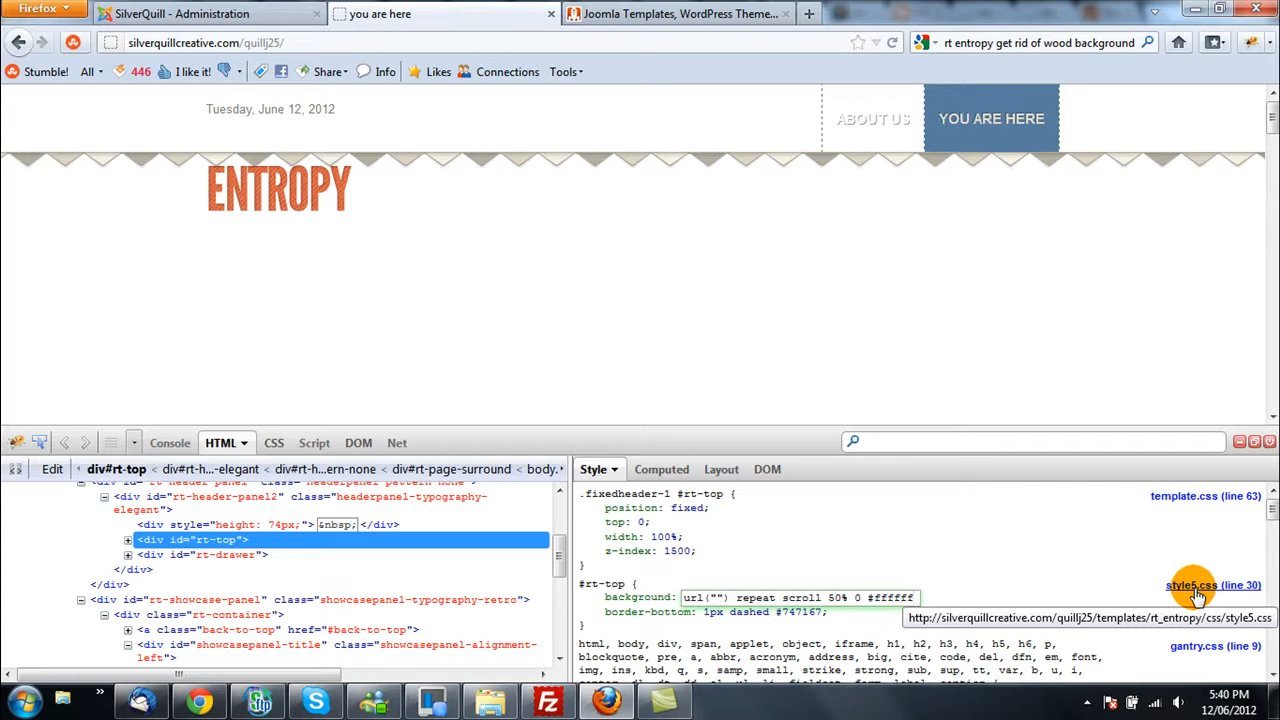 Firefox
SilverQuill - Administration
you are here
Joomla Templates, WordPress Theme...
silverquillcreative.com/quillj25/
rt entropy get rid of wood background
Stumble! All 446 I like it! Share Info Likes Connections Tools
Tuesday, June 12, 2012
ABOUT US
YOU ARE HERE
ENTROPY
Console HTML CSS Script DOM Net
Edit div#rt-top < div#rt-h...-elegant < div#rt-h...ern-none < div#rt-page-surround < body.
Style Computed Layout DOM
<div id="rt-header-panel2" class="headerpanel-typography-
elegant">
<div style="height: 74px;"> &nbsp; </div>
<div id="rt-top">
<div id="rt-drawer">
</div>
</div>
<div id="rt-showcase-panel" class="showcasepanel-typography-retro">
<div class="rt-container">
<a class="back-to-top" href="#back-to-top">
<div id="showcase-title" class="showcasepanel-alignment-
left">
.fixedheader-1 #rt-top {
template.css (line 63)
position: fixed;
top: 0;
width: 100%;
z-index: 1500;
}
#rt-top {
style5.css (line 30)
background: url("") repeat scroll 50% 0 #ffffff
border-bottom: 1px dashed #747167;
}
http://silverquillcreative.com/quillj25/templates/rt_entropy/css/style5.css
html, body, div, span, applet, object, iframe, h1, h2, h3, h4, h5, h6, p,
gantry.css (line 9)
blockquote, pre, a, abbr, acronym, address, big, cite, code, del, dfn, em, font,
img, ins, kbd, q, s, samp, small, strike, strong, sub, sup, tt, var, b, u, i,
5:40 PM
12/06/2012